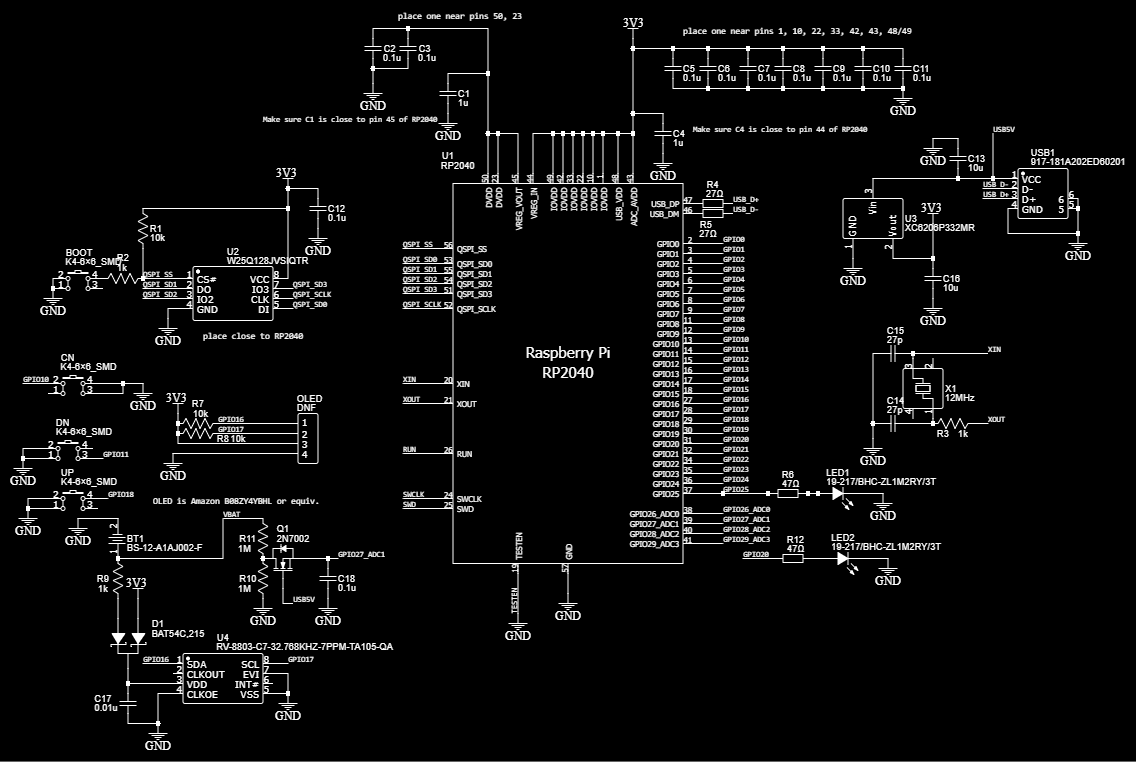 place one near pins 50, 23
C2
0.1u
C3
0.1u
GND
C1
1u
GND
Make sure C1 is close to pin 45 of RP2040
3V3
place one near pins 1, 10, 22, 33, 42, 43, 48/49
C5
0.1u
C6
0.1u
C7
0.1u
C8
0.1u
C9
0.1u
C10
0.1u
C11
0.1u
GND
C4
1u
GND
Make sure C4 is close to pin 44 of RP2040
U1
RP2040
50 DVDD
23 DVDD
45 VREG_VOUT
44 VREG_IN
49 IOVDD
42 IOVDD
33 IOVDD
22 IOVDD
10 IOVDD
1 IOVDD
48 USB_VDD
43 ADC_AVDD
QSPI_SS 56 QSPI_SS
QSPI_SD0 53 QSPI_SD0
QSPI_SD1 55 QSPI_SD1
QSPI_SD2 54 QSPI_SD2
QSPI_SD3 51 QSPI_SD3
QSPI_SCLK 52 QSPI_SCLK
XIN 20 XIN
XOUT 21 XOUT
RUN 26 RUN
SWCLK 24 SWCLK
SWD 25 SWD
Raspberry Pi
RP2040
TESTEN 19 TESTEN
GND
GND 57
GND
R4
27Ω
USB_DP 47 USB_D+
USB_DM 46 USB_D-
R5
27Ω
GPIO0 2 GPIO0
GPIO1 3 GPIO1
GPIO2 4 GPIO2
GPIO3 5 GPIO3
GPIO4 6 GPIO4
GPIO5 7 GPIO5
GPIO6 8 GPIO6
GPIO7 9 GPIO7
GPIO8 11 GPIO8
GPIO9 12 GPIO9
GPIO10 13 GPIO10
GPIO11 14 GPIO11
GPIO12 15 GPIO12
GPIO13 16 GPIO13
GPIO14 17 GPIO14
GPIO15 18 GPIO15
GPIO16 27 GPIO16
GPIO17 28 GPIO17
GPIO18 29 GPIO18
GPIO19 30 GPIO19
GPIO20 31 GPIO20
GPIO21 32 GPIO21
GPIO22 34 GPIO22
GPIO23 35 GPIO23
GPIO24 36 GPIO24
GPIO25 37 GPIO25
GPIO26_ADC0 38 GPIO26_ADC0
GPIO27_ADC1 39 GPIO27_ADC1
GPIO28_ADC2 40 GPIO28_ADC2
GPIO29_ADC3 41 GPIO29_ADC3
R6
47Ω
LED1
19-217/BHC-ZL1M2RY/3T
GND
GPIO20
R12
47Ω
LED2
19-217/BHC-ZL1M2RY/3T
GND
USB5V
GND
C13
10u
USB1
917-181A202ED60201
1 VCC
USB_D- 2 D-
USB_D+ 3 D+
4 GND
6 6
5 5
GND
3 Vin
GND 1
Vout 2
U3
XC6206P332MR
3V3
GND
C16
10u
GND
C15
27p
XIN
3
2
X1
12MHz
4
1
C14
27p
R3 1k
XOUT
GND
3V3
R1
10k
C12
0.1u
GND
BOOT
K4-6×6_SMD
2 4
1 3
GND
R2
1k
U2
W25Q128JVSIQTR
QSPI_SS 1 CS#
QSPI_SD1 2 DO
QSPI_SD2 3 IO2
4 GND
VCC 8
IO3 7 QSPI_SD3
CLK 6 QSPI_SCLK
DI 5 QSPI_SD0
GND
place close to RP2040
CN
K4-6×6_SMD
GPIO10 2 4
1 3
GND
DN
K4-6×6_SMD
2 4
1 3 GPIO11
GND
UP
K4-6×6_SMD
2 4 GPIO18
1 3
GND
3V3
R7
10k
GPIO16
GPIO17
R8 10k
GND
OLED
DNF
1
2
3
4
OLED is Amazon B08ZY4YBHL or equiv.
GND
2
BT1
BS-12-A1AJ002-F
1
VBAT
R11
1M
R10
1M
GND
Q1
2N7002
USB5V
GPIO27_ADC1
C18
0.1u
GND
R9
1k
3V3
D1
BAT54C,215
U4
RV-8803-C7-32.768KHZ-7PPM-TA105-QA
GPIO16 1 SDA
2 CLKOUT
3 VDD
4 CLKOE
SCL 8 GPIO17
EVI 7
INT# 6
VSS 5
GND
C17
0.01u
GND